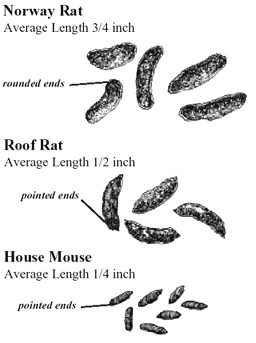 Norway Rat
Average Length 3/4 inch
rounded ends
Roof Rat
Average Length 1/2 inch
pointed ends
House Mouse
Average Length 1/4 inch
pointed ends